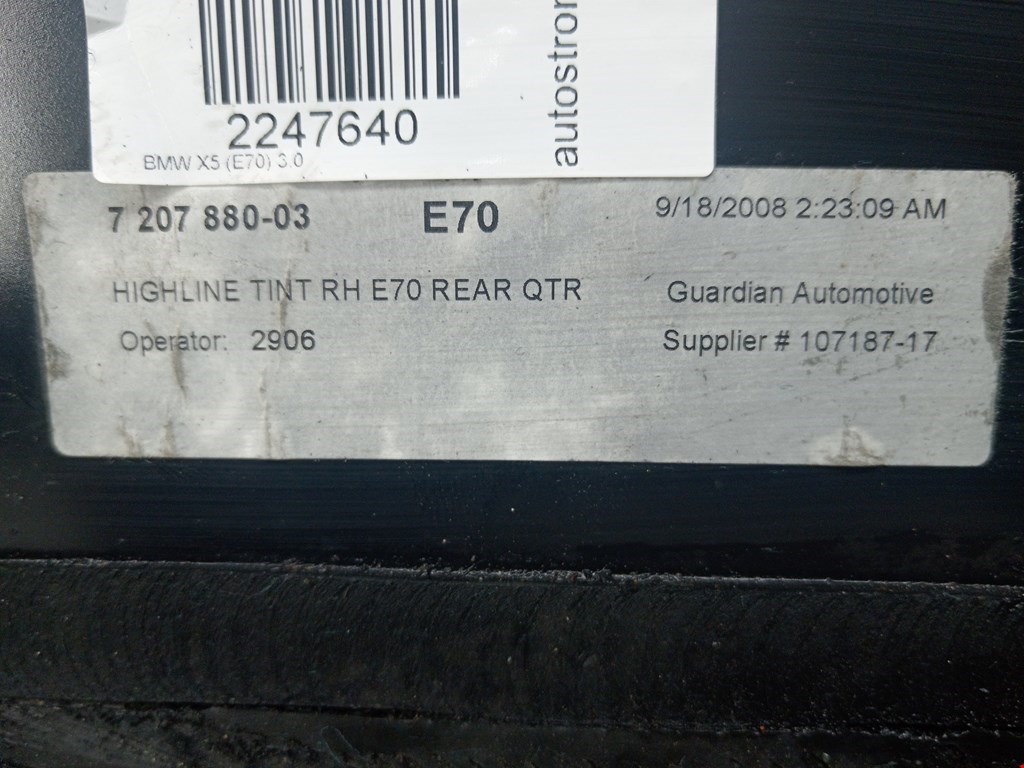 2247640
BMW X5 (E70) 3.0
7 207 880-03
E70
9/18/2008 2:23:09 AM
HIGHLINE TINT RH E70 REAR QTR
Guardian Automotive
Operator: 2906
Supplier # 107187-17